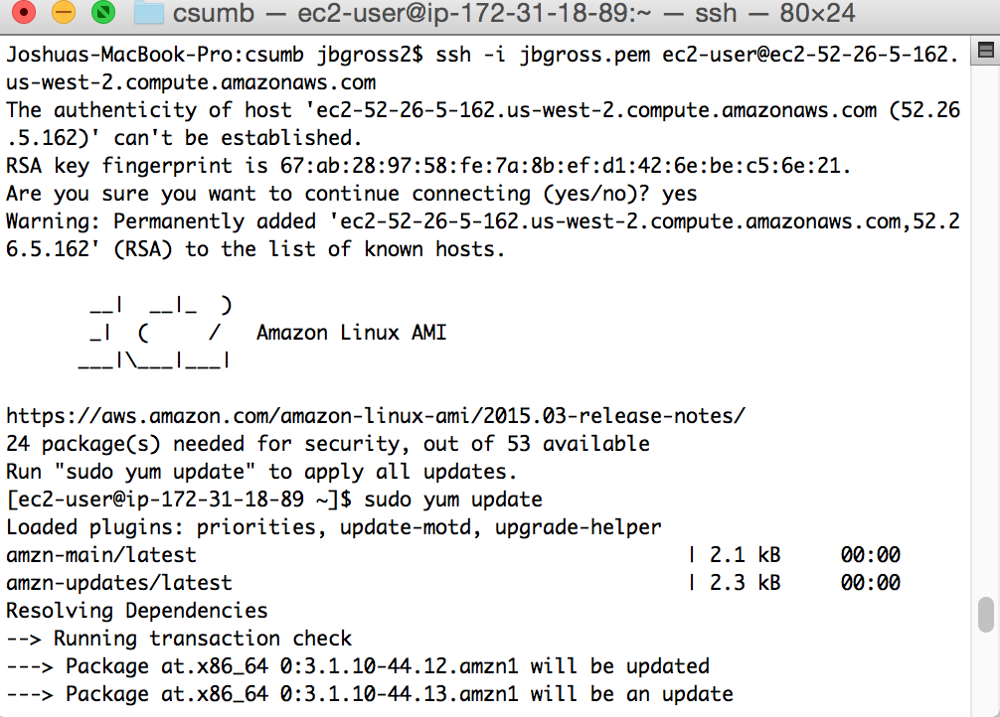 csumb — ec2-user@ip-172-31-18-89:~ — ssh — 80×24
Joshuas-MacBook-Pro:csumb jbgross2$ ssh -i jbgross.pem ec2-user@ec2-52-26-5-162.
us-west-2.compute.amazonaws.com
The authenticity of host 'ec2-52-26-5-162.us-west-2.compute.amazonaws.com (52.26
.5.162)' can't be established.
RSA key fingerprint is 67:ab:28:97:58:fe:7a:8b:ef:d1:42:6e:be:c5:6e:21.
Are you sure you want to continue connecting (yes/no)? yes
Warning: Permanently added 'ec2-52-26-5-162.us-west-2.compute.amazonaws.com,52.2
6.5.162' (RSA) to the list of known hosts.

       __|  __|_  )
       _|  (     /   Amazon Linux AMI
      ___|\___|___|

https://aws.amazon.com/amazon-linux-ami/2015.03-release-notes/
24 package(s) needed for security, out of 53 available
Run "sudo yum update" to apply all updates.
[ec2-user@ip-172-31-18-89 ~]$ sudo yum update
Loaded plugins: priorities, update-motd, upgrade-helper
amzn-main/latest                                         | 2.1 kB     00:00
amzn-updates/latest                                      | 2.3 kB     00:00
Resolving Dependencies
--> Running transaction check
---> Package at.x86_64 0:3.1.10-44.12.amzn1 will be updated
---> Package at.x86_64 0:3.1.10-44.13.amzn1 will be an update